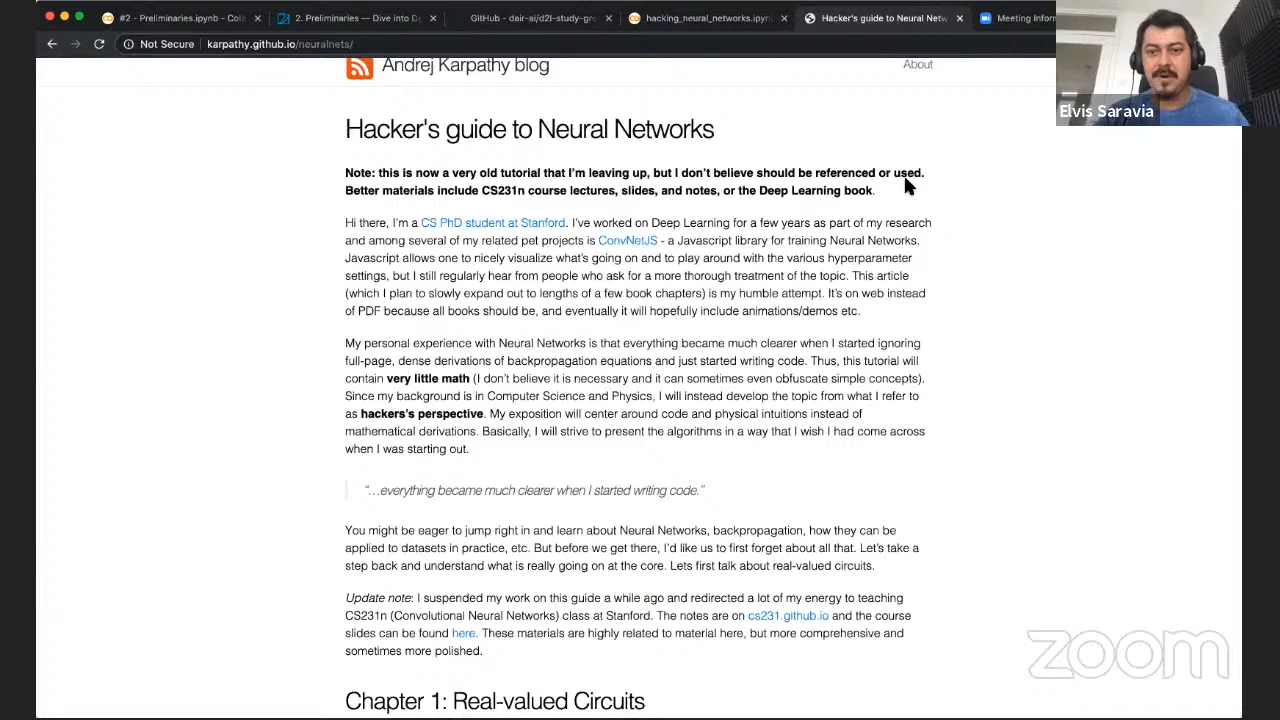 #2 - Preliminaries.ipynb - Cola
2. Preliminaries — Dive into De
GitHub - dair-ai/d2l-study-gro
hacking_neural_networks.ipynb
Hacker's guide to Neural Netw
Meeting Inform
Not Secure
karpathy.github.io/neuralnets/
Andrej Karpathy blog
About
Elvis Saravia
Hacker's guide to Neural Networks
Note: this is now a very old tutorial that I'm leaving up, but I don't believe should be referenced or used.
Better materials include CS231n course lectures, slides, and notes, or the Deep Learning book.
Hi there, I'm a CS PhD student at Stanford. I've worked on Deep Learning for a few years as part of my research
and among several of my related pet projects is ConvNetJS - a Javascript library for training Neural Networks.
Javascript allows one to nicely visualize what's going on and to play around with the various hyperparameter
settings, but I still regularly hear from people who ask for a more thorough treatment of the topic. This article
(which I plan to slowly expand out to lengths of a few book chapters) is my humble attempt. It's on web instead
of PDF because all books should be, and eventually it will hopefully include animations/demos etc.
My personal experience with Neural Networks is that everything became much clearer when I started ignoring
full-page, dense derivations of backpropagation equations and just started writing code. Thus, this tutorial will
contain very little math (I don't believe it is necessary and it can sometimes even obfuscate simple concepts).
Since my background is in Computer Science and Physics, I will instead develop the topic from what I refer to
as hackers's perspective. My exposition will center around code and physical intuitions instead of
mathematical derivations. Basically, I will strive to present the algorithms in a way that I wish I had come across
when I was starting out.
“…everything became much clearer when I started writing code.”
You might be eager to jump right in and learn about Neural Networks, backpropagation, how they can be
applied to datasets in practice, etc. But before we get there, I'd like us to first forget about all that. Let's take a
step back and understand what is really going on at the core. Lets first talk about real-valued circuits.
Update note: I suspended my work on this guide a while ago and redirected a lot of my energy to teaching
CS231n (Convolutional Neural Networks) class at Stanford. The notes are on cs231.github.io and the course
slides can be found here. These materials are highly related to material here, but more comprehensive and
sometimes more polished.
zoom
Chapter 1: Real-valued Circuits